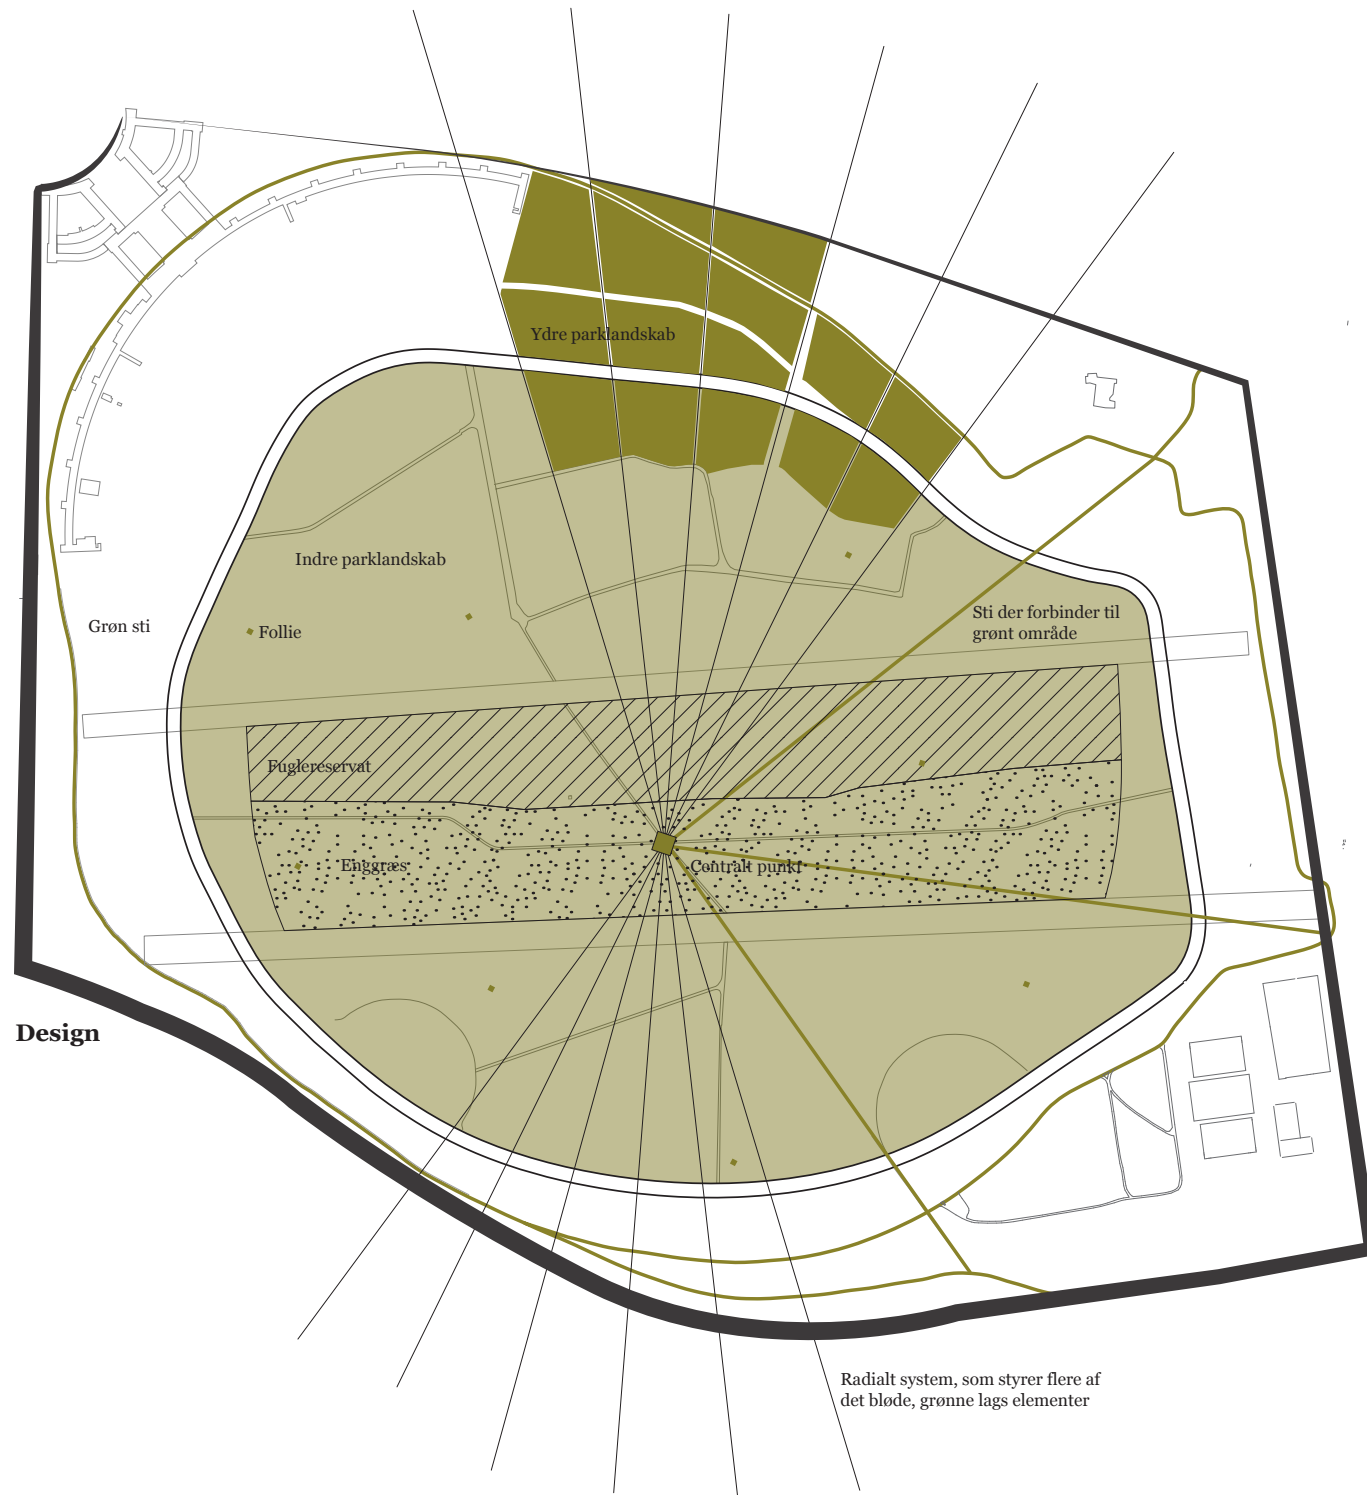 Ydre parklandskab
Indre parklandskab
Grøn sti
Follie
Sti der forbinder til
grønt område
Fuglereservat
Enggræs
Centralt punkt
Design
Radialt system, som styrer flere af
det bløde, grønne lags elementer